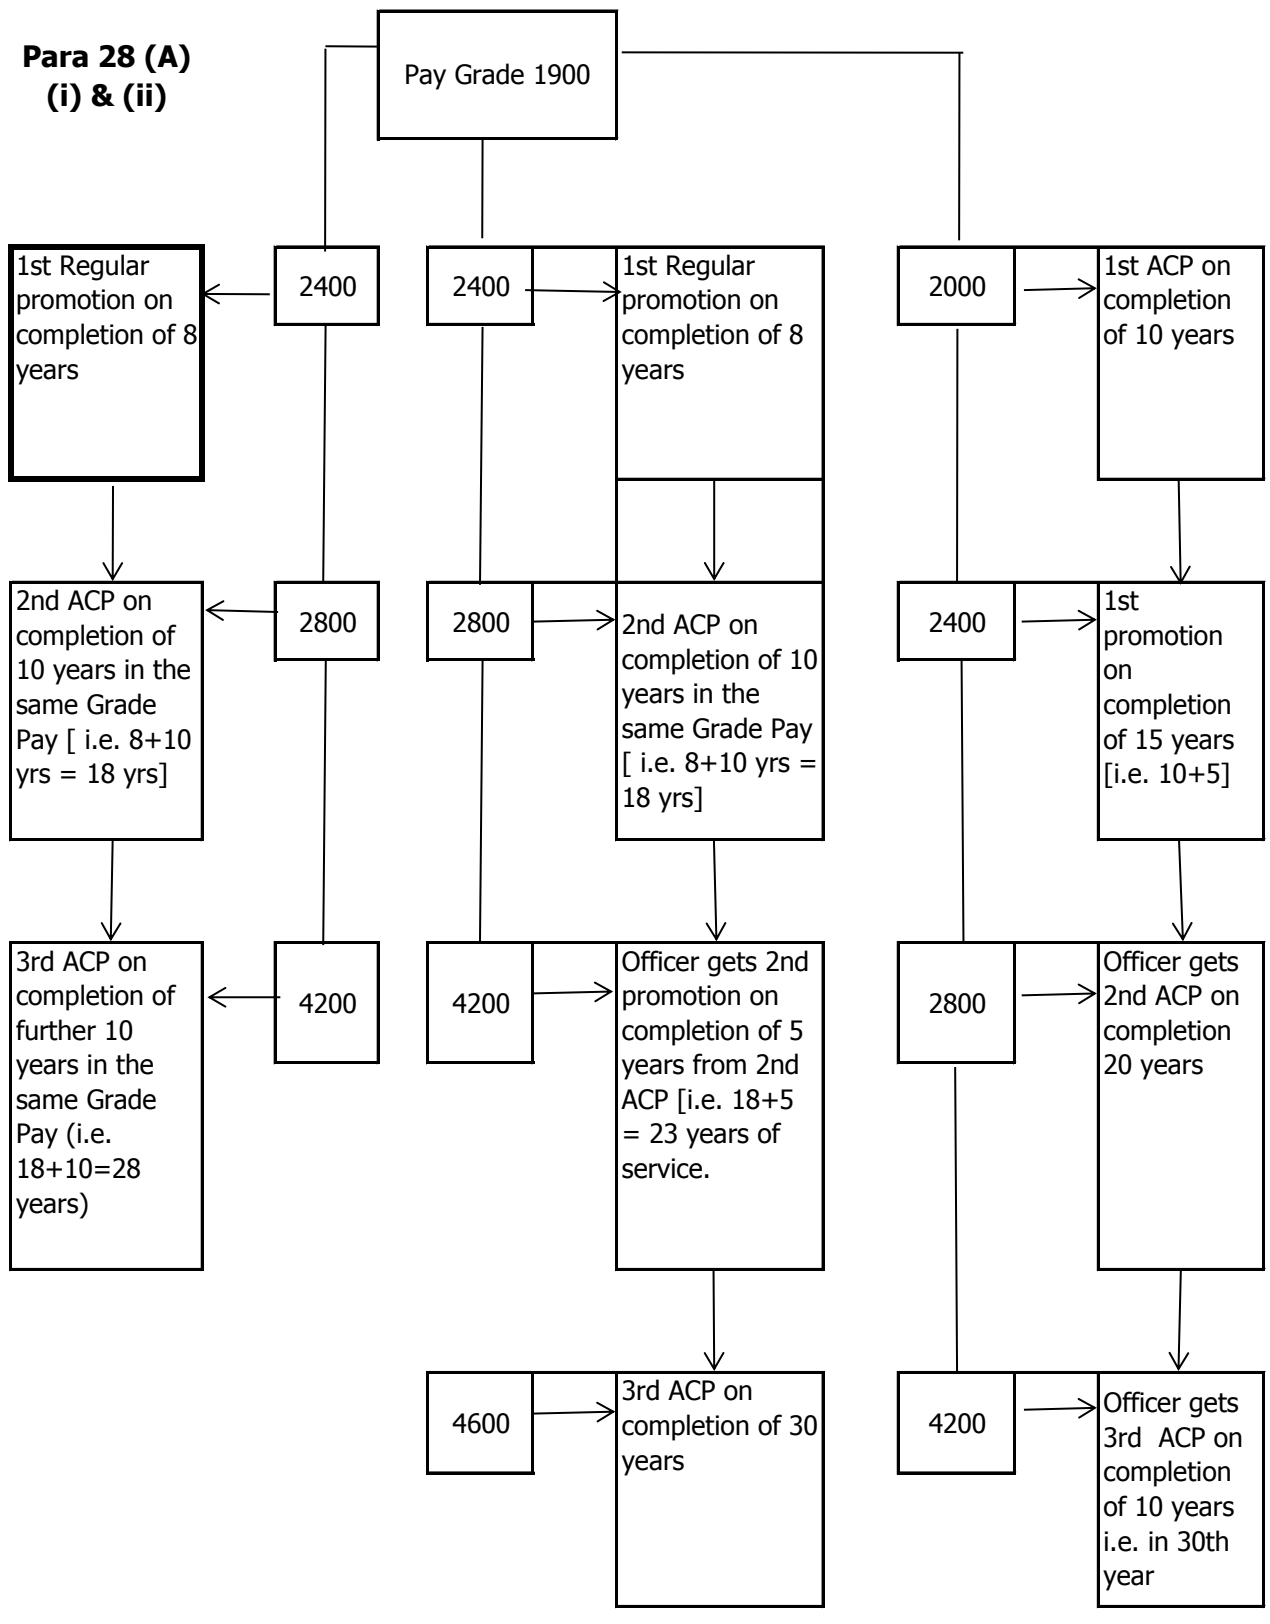 Para 28 (A)
(i) & (ii)
Pay Grade 1900
1st Regular
promotion on
completion of 8
years
2400
2400
1st Regular
promotion on
completion of 8
years
2000
1st ACP on
completion
of 10 years
2nd ACP on
completion of
10 years in the
same Grade
Pay [ i.e. 8+10
yrs = 18 yrs]
2800
2800
2nd ACP on
completion of 10
years in the
same Grade Pay
[ i.e. 8+10 yrs =
18 yrs]
2400
1st
promotion
on
completion
of 15 years
[i.e. 10+5]
3rd ACP on
completion of
further 10
years in the
same Grade
Pay (i.e.
18+10=28
years)
4200
4200
Officer gets 2nd
promotion on
completion of 5
years from 2nd
ACP [i.e. 18+5
= 23 years of
service.
2800
Officer gets
2nd ACP on
completion
20 years
4600
3rd ACP on
completion of 30
years
4200
Officer gets
3rd  ACP on
completion
of 10 years
i.e. in 30th
year